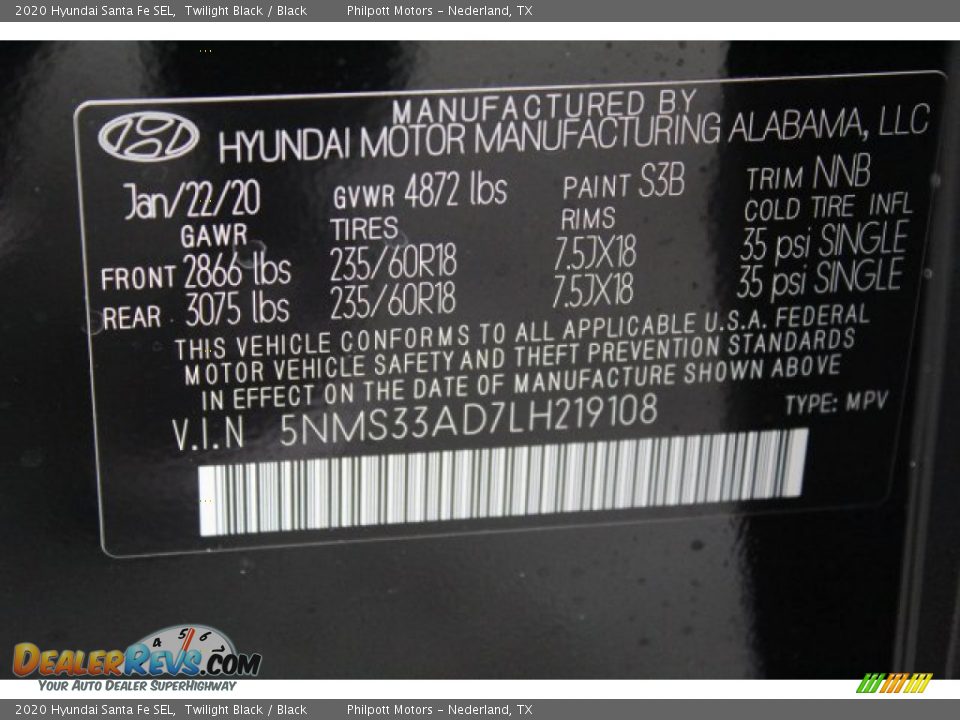 2020 Hyundai Santa Fe SEL, Twilight Black / Black Philpott Motors - Nederland, TX
MANUFACTURED BY
HYUNDAI MOTOR MANUFACTURING ALABAMA, LLC
Jan/22/20 GVWR 4872 lbs PAINT S3B TRIM NNB
GAWR TIRES RIMS COLD TIRE INFL
FRONT 2866 lbs 235/60R18 7.5JX18 35 psi SINGLE
REAR 3075 lbs 235/60R18 7.5JX18 35 psi SINGLE
THIS VEHICLE CONFORMS TO ALL APPLICABLE U.S.A. FEDERAL
MOTOR VEHICLE SAFETY AND THEFT PREVENTION STANDARDS
IN EFFECT ON THE DATE OF MANUFACTURE SHOWN ABOVE
V.I.N 5NMS33AD7LH219108 TYPE: MPV
4 5 6
DEALERREVS.COM
YOUR AUTO DEALER SUPERHIGHWAY
2020 Hyundai Santa Fe SEL, Twilight Black / Black Philpott Motors - Nederland, TX